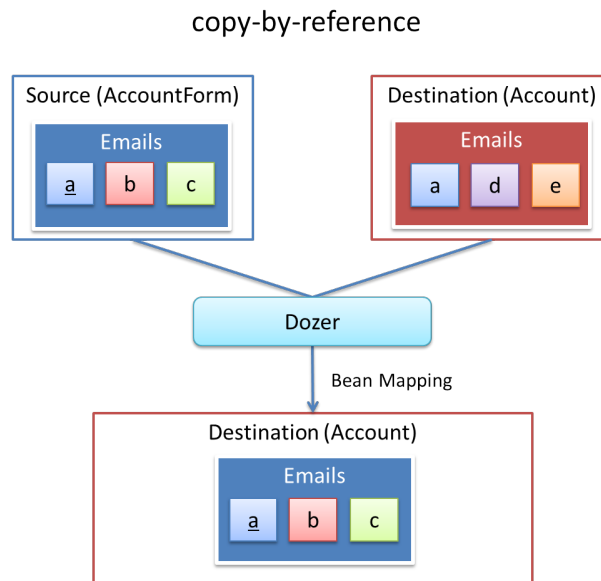 copy-by-reference
Source (AccountForm)
Emails
a b c
Destination (Account)
Emails
a d e
Dozer
Bean Mapping
Destination (Account)
Emails
a b c